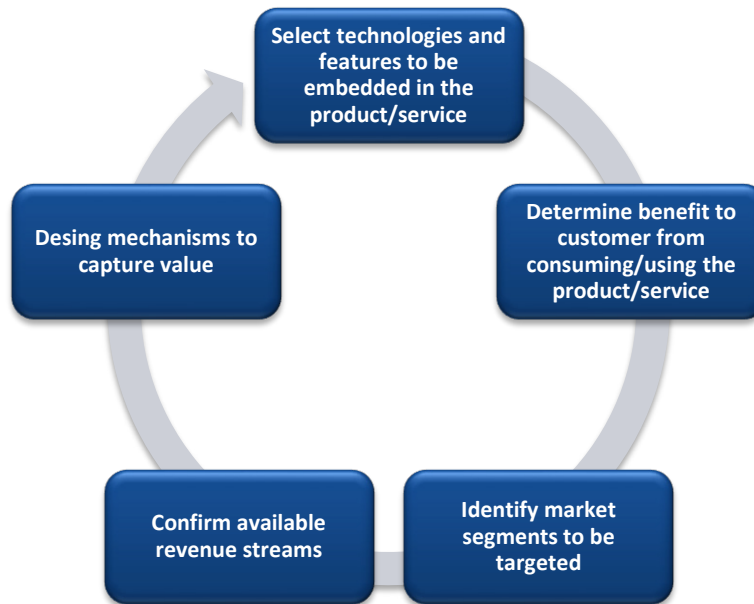 Select technologies and
features to be
embedded in the
product/service
Determine benefit to
customer from
consuming/using the
product/service
Identify market
segments to be
targeted
Confirm available
revenue streams
Desing mechanisms to
capture value